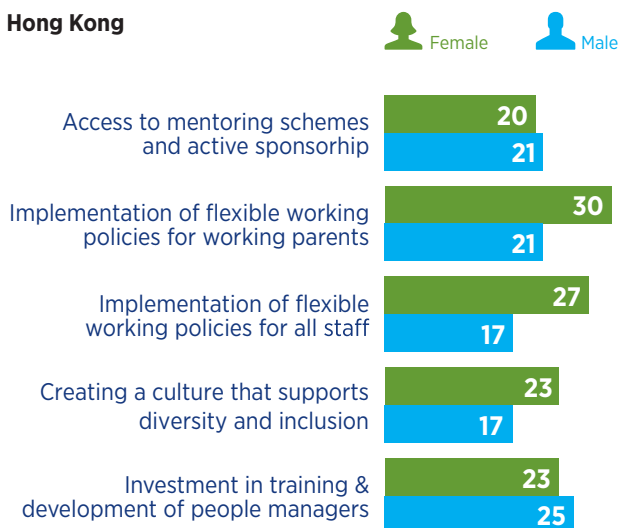 Hong Kong
Female
Male
Access to mentoring schemes
and active sponsorhip
20
21
Implementation of flexible working
policies for working parents
30
21
Implementation of flexible
working policies for all staff
27
17
Creating a culture that supports
diversity and inclusion
23
17
Investment in training &
development of people managers
23
25